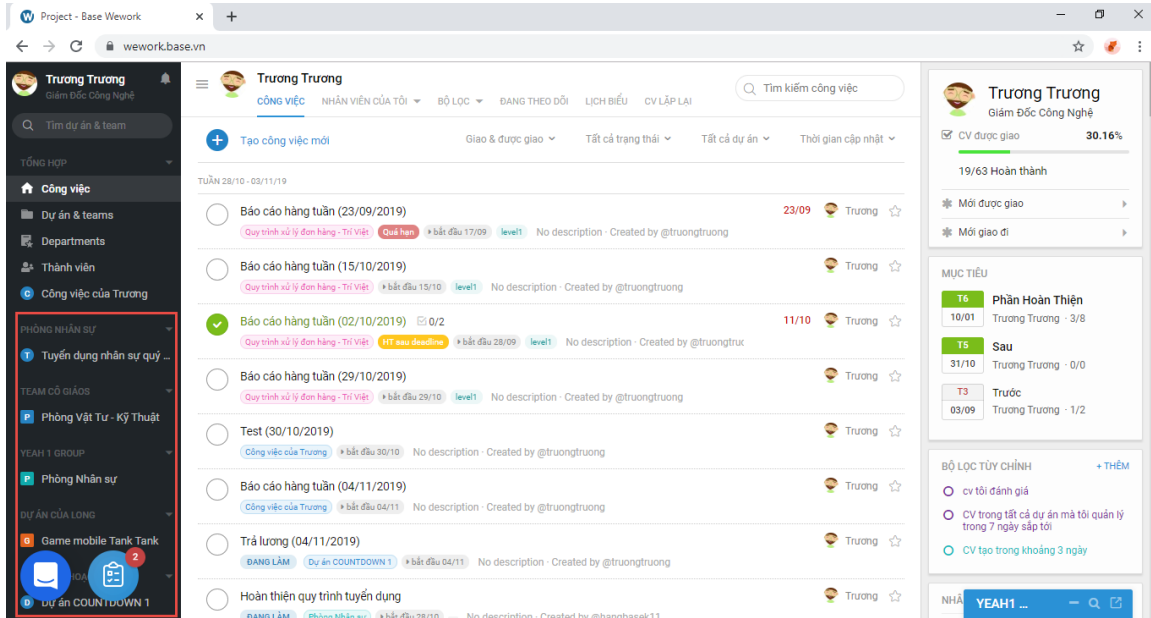 Project - Base Wework
wework.base.vn
Trương Trương
Giám Đốc Công Nghệ
Tìm dự án & team
TỔNG HỢP
Công việc
Dự án & teams
Departments
Thành viên
C Công việc của Trương
PHÒNG NHÂN SỰ
T Tuyển dụng nhân sự quý ...
TEAM CÔ GIÁOS
P Phòng Vật Tư - Kỹ Thuật
YEAH 1 GROUP
P Phòng Nhân sự
DỰ ÁN CỦA LONG
G Game mobile Tank Tank
2
D Dự án COUNTDOWN 1
Trương Trương
CÔNG VIỆC NHÂN VIÊN CỦA TÔI BỘ LỌC ĐANG THEO DÕI LỊCH BIỂU CV LẶP LẠI
Tìm kiếm công việc
Tạo công việc mới
Giao & được giao Tất cả trạng thái Tất cả dự án Thời gian cập nhật
TUẦN 28/10 - 03/11/19
Báo cáo hàng tuần (23/09/2019) 23/09 Trương
Quy trình xử lý đơn hàng - Trí Việt Quá hạn bắt đầu 17/09 level1 No description · Created by @truongtruong
Báo cáo hàng tuần (15/10/2019) Trương
Quy trình xử lý đơn hàng - Trí Việt bắt đầu 15/10 level1 No description · Created by @truongtruong
Báo cáo hàng tuần (02/10/2019) 0/2 11/10 Trương
Quy trình xử lý đơn hàng - Trí Việt HT sau deadline bắt đầu 28/09 level1 No description · Created by @truongtruc
Báo cáo hàng tuần (29/10/2019) Trương
Quy trình xử lý đơn hàng - Trí Việt bắt đầu 29/10 level1 No description · Created by @truongtruong
Test (30/10/2019) Trương
Công việc của Trương bắt đầu 30/10 No description · Created by @truongtruong
Báo cáo hàng tuần (04/11/2019) Trương
Công việc của Trương bắt đầu 04/11 No description · Created by @truongtruong
Trả lương (04/11/2019) Trương
ĐANG LÀM Dự án COUNTDOWN 1 bắt đầu 04/11 No description · Created by @truongtruong
Hoàn thiện quy trình tuyển dụng Trương
ĐANG LÀM Phòng Nhân sự bắt đầu 28/10 No description · Created by @hangbasek11
Trương Trương
Giám Đốc Công Nghệ
CV được giao 30.16%
19/63 Hoàn thành
Mới được giao
Mới giao đi
MỤC TIÊU
T6 Phần Hoàn Thiện
10/01 Trương Trương · 3/8
T5 Sau
31/10 Trương Trương · 0/0
T3 Trước
03/09 Trương Trương · 1/2
BỘ LỌC TÙY CHỈNH + THÊM
cv tôi đánh giá
CV trong tất cả dự án mà tôi quản lý
trong 7 ngày sắp tới
CV tạo trong khoảng 3 ngày
YEAH1 ...